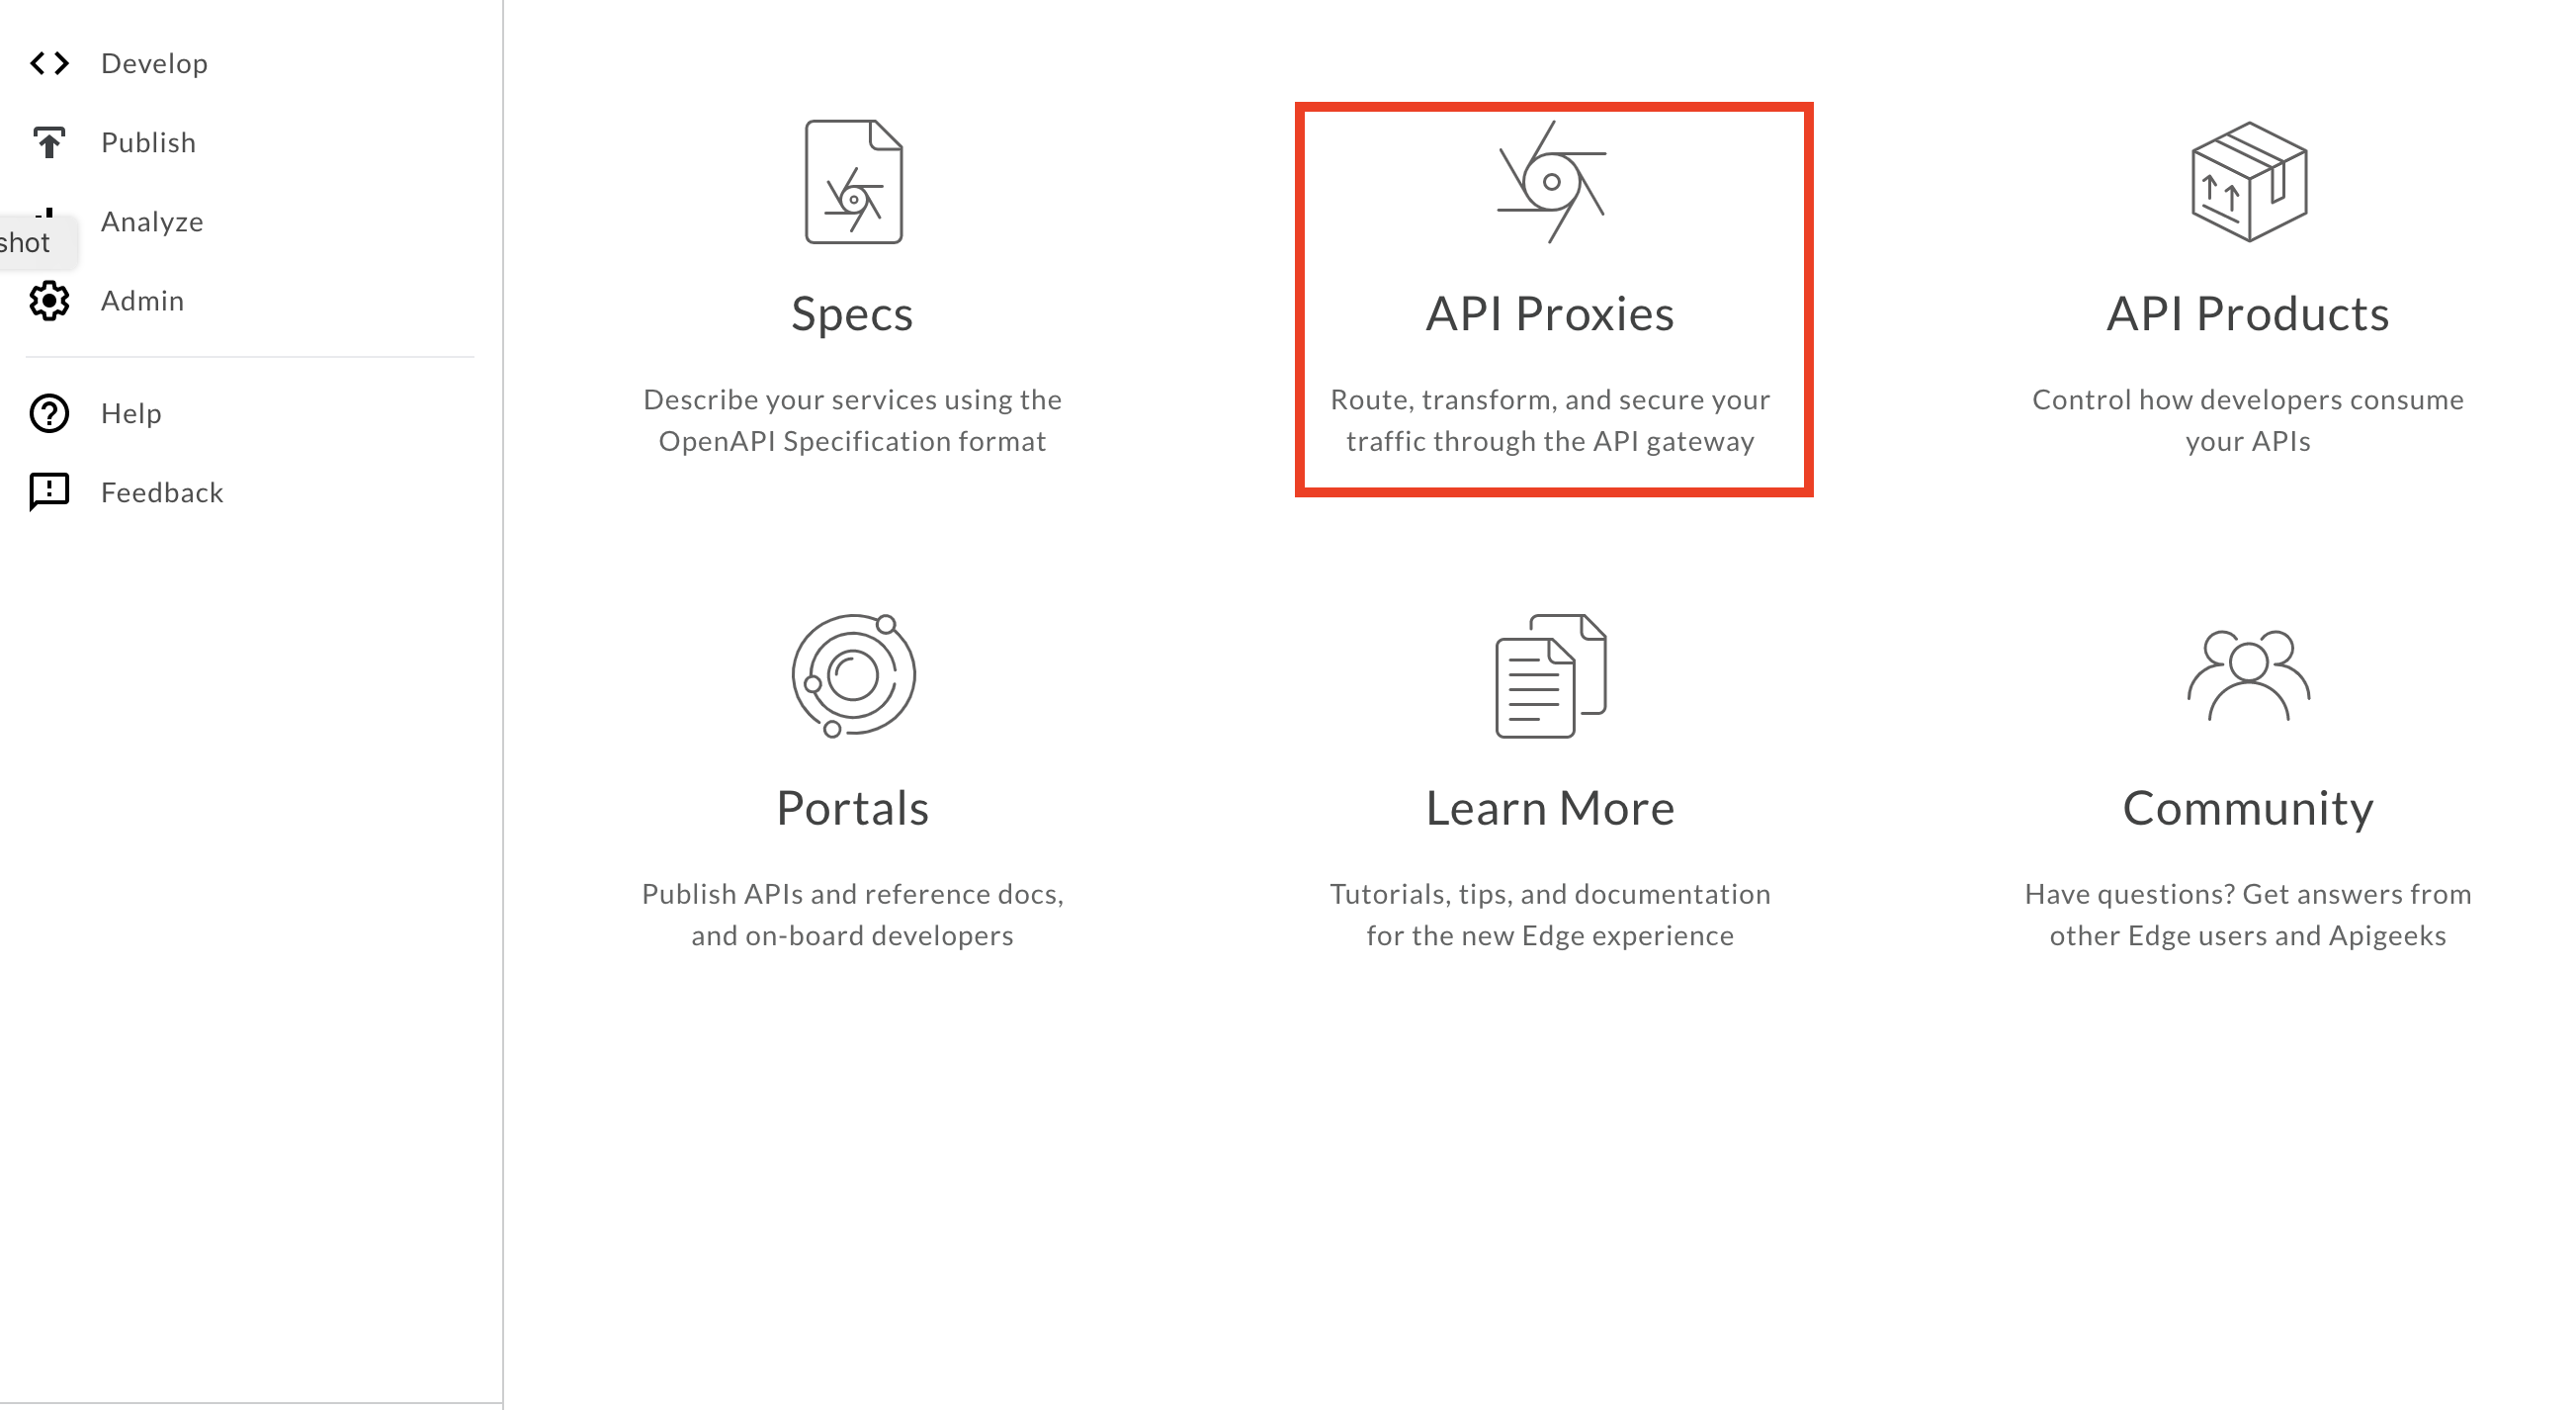 Develop
Publish
Analyze
shot
Admin
Help
Feedback
Specs
Describe your services using the
OpenAPI Specification format
API Proxies
Route, transform, and secure your
traffic through the API gateway
API Products
Control how developers consume
your APIs
Portals
Publish APIs and reference docs,
and on-board developers
Learn More
Tutorials, tips, and documentation
for the new Edge experience
Community
Have questions? Get answers from
other Edge users and Apigeeks